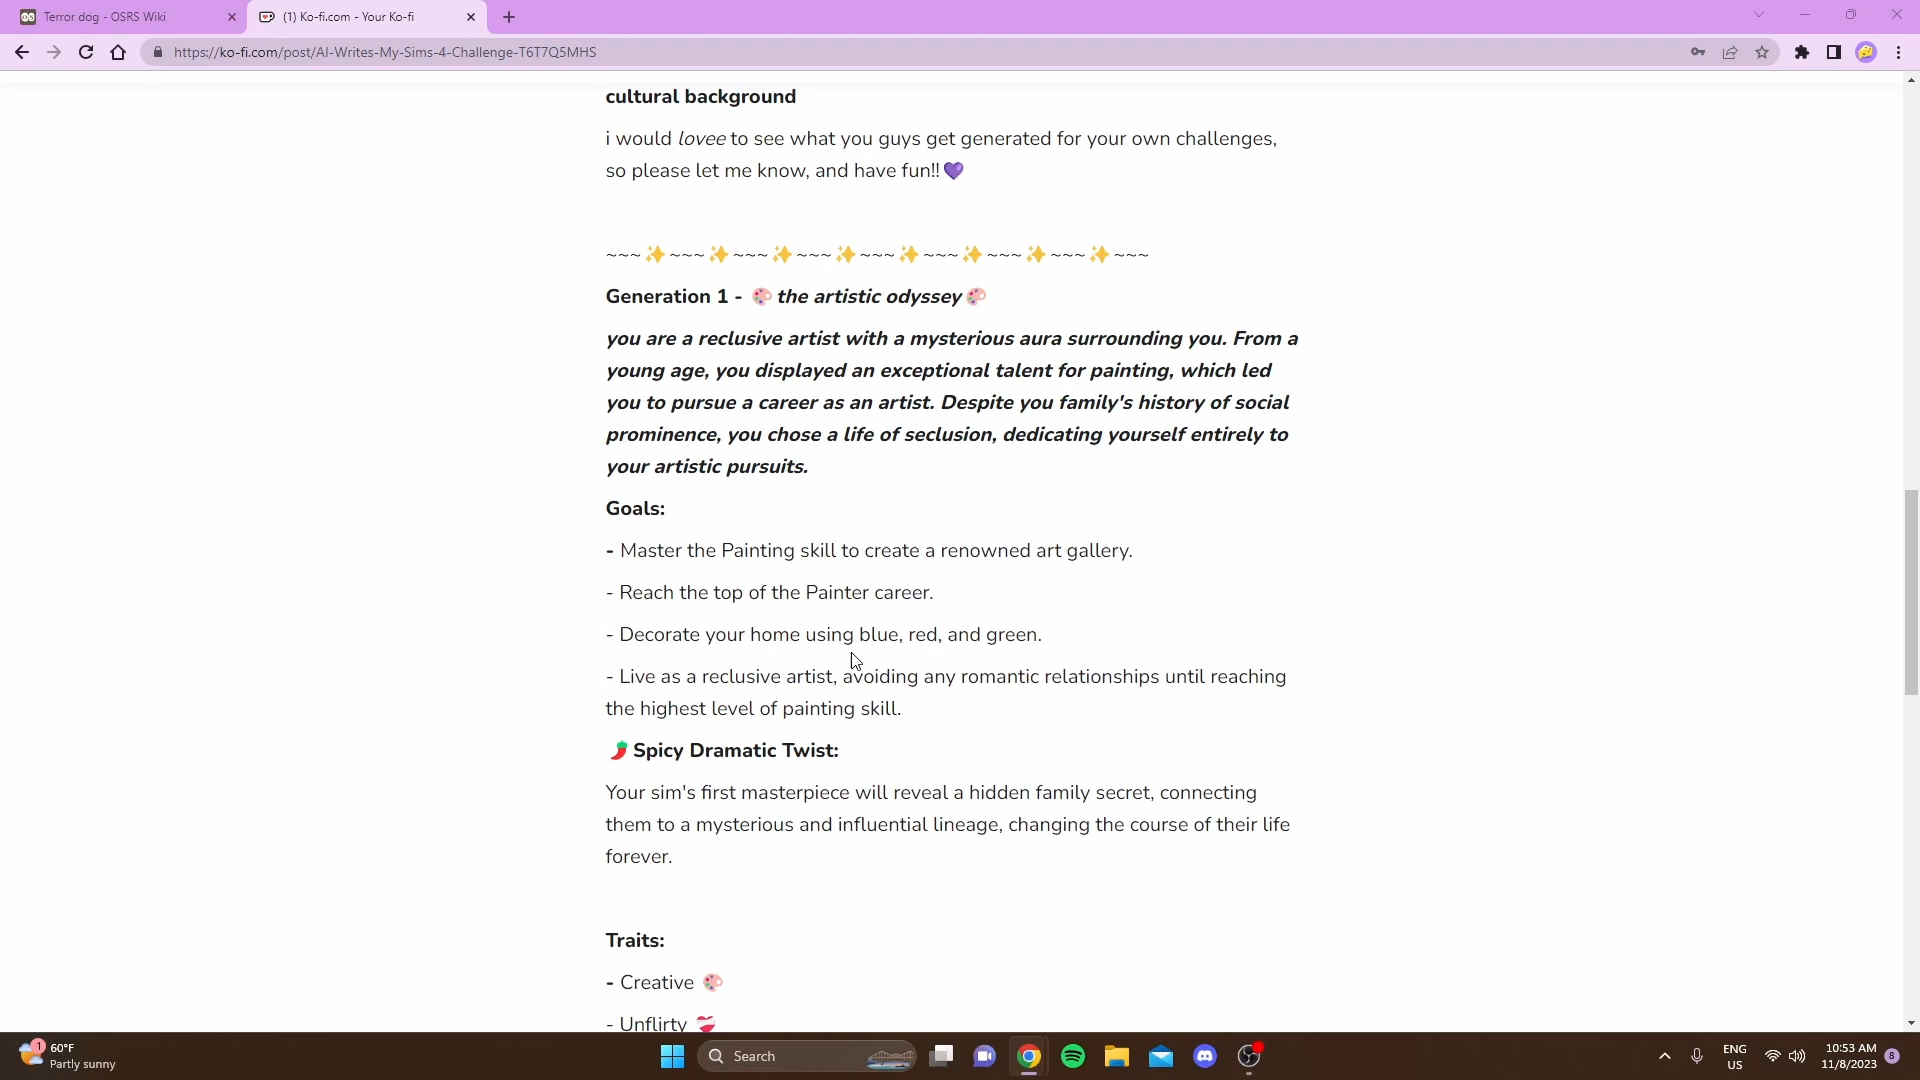 Terror dog - OSRS Wiki
(1) Ko-fi.com - Your Ko-fi
https://ko-fi.com/post/AI-Writes-My-Sims-4-Challenge-T6T7Q5MHS
cultural background
i would lovee to see what you guys get generated for your own challenges,
so please let me know, and have fun!!💜
~~~✨~~~✨~~~✨~~~✨~~~✨~~~✨~~~✨~~~✨~~~
Generation 1 - 🎨 the artistic odyssey🎨
you are a reclusive artist with a mysterious aura surrounding you. From a
young age, you displayed an exceptional talent for painting, which led
you to pursue a career as an artist. Despite you family's history of social
prominence, you chose a life of seclusion, dedicating yourself entirely to
your artistic pursuits.
Goals:
- Master the Painting skill to create a renowned art gallery.
- Reach the top of the Painter career.
- Decorate your home using blue, red, and green.
- Live as a reclusive artist, avoiding any romantic relationships until reaching
the highest level of painting skill.
🌶️Spicy Dramatic Twist:
Your sim's first masterpiece will reveal a hidden family secret, connecting
them to a mysterious and influential lineage, changing the course of their life
forever.
Traits:
- Creative 🎨
- Unflirty 💝
1
60°F
Partly sunny
Search
ENG
US
10:53 AM
11/8/2023
8